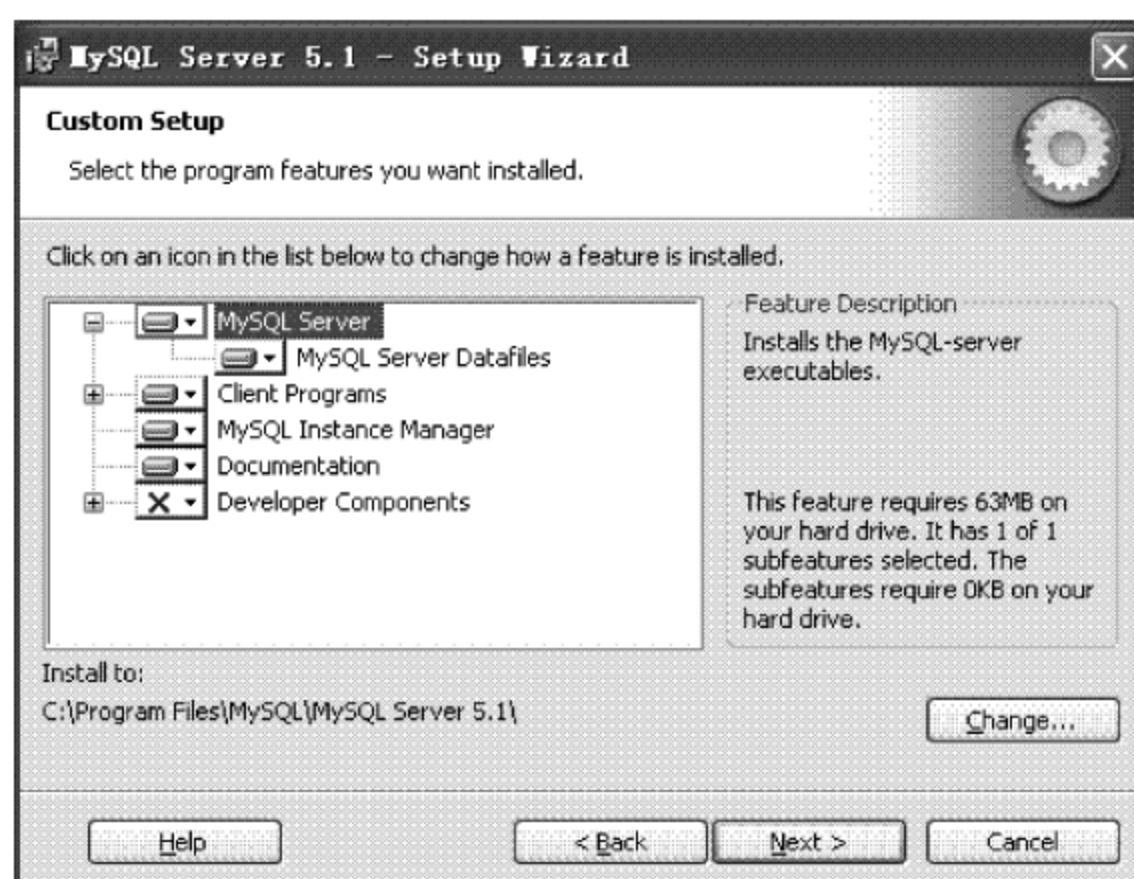 MySQL Server 5.1 - Setup Wizard
Custom Setup
Select the program features you want installed.
Click on an icon in the list below to change how a feature is installed.
MySQL Server
MySQL Server Datafiles
Client Programs
MySQL Instance Manager
Documentation
Developer Components
Feature Description
Installs the MySQL-server
executables.
This feature requires 63MB on
your hard drive. It has 1 of 1
subfeatures selected. The
subfeatures require 0KB on your
hard drive.
Install to:
C:\Program Files\MySQL\MySQL Server 5.1\
Change...
Help
< Back
Next >
Cancel